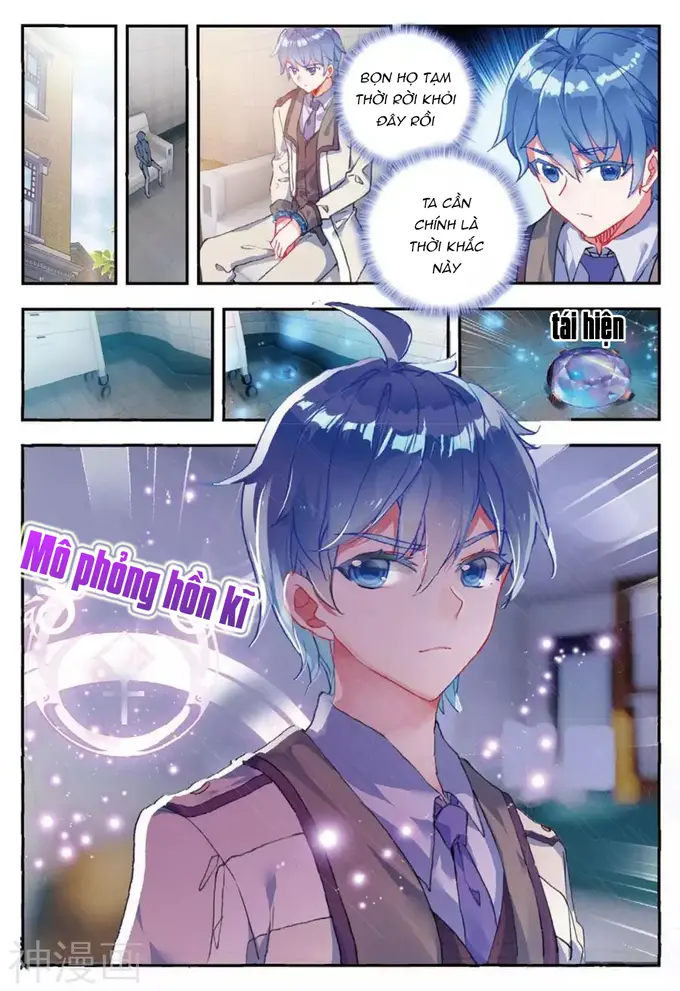 BỌN HỌ TẠM
THỜI RỜI KHỎI
ĐÂY RỒI
TA CẦN
CHÍNH LÀ
THỜI KHẮC
NÀY
tái hiện
Mô phỏng hồn kĩ
神漫画